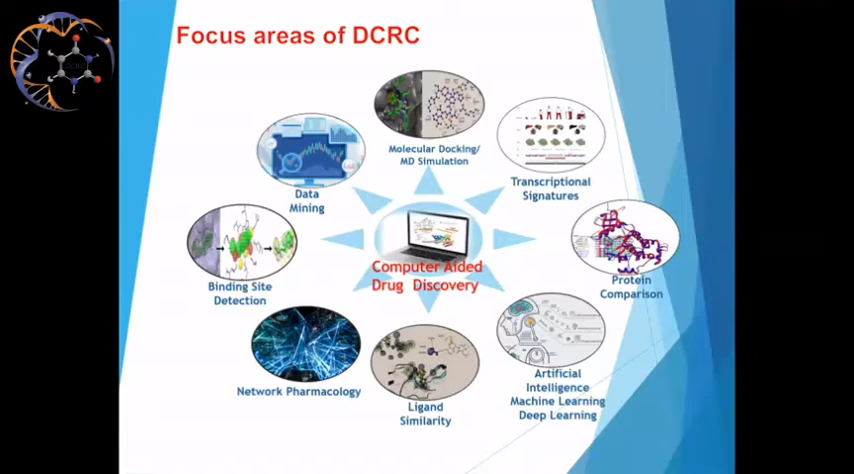 Focus areas of DCRC
Molecular Docking/
MD Simulation
Transcriptional
Signatures
Protein
Comparison
Artificial
Intelligence
Machine Learning
Deep Learning
Ligand
Similarity
Network Pharmacology
Binding Site
Detection
Data
Mining
Computer Aided
Drug Discovery